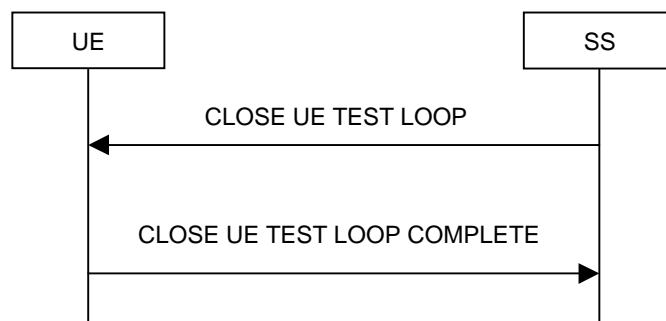 UE
SS
CLOSE UE TEST LOOP
CLOSE UE TEST LOOP COMPLETE